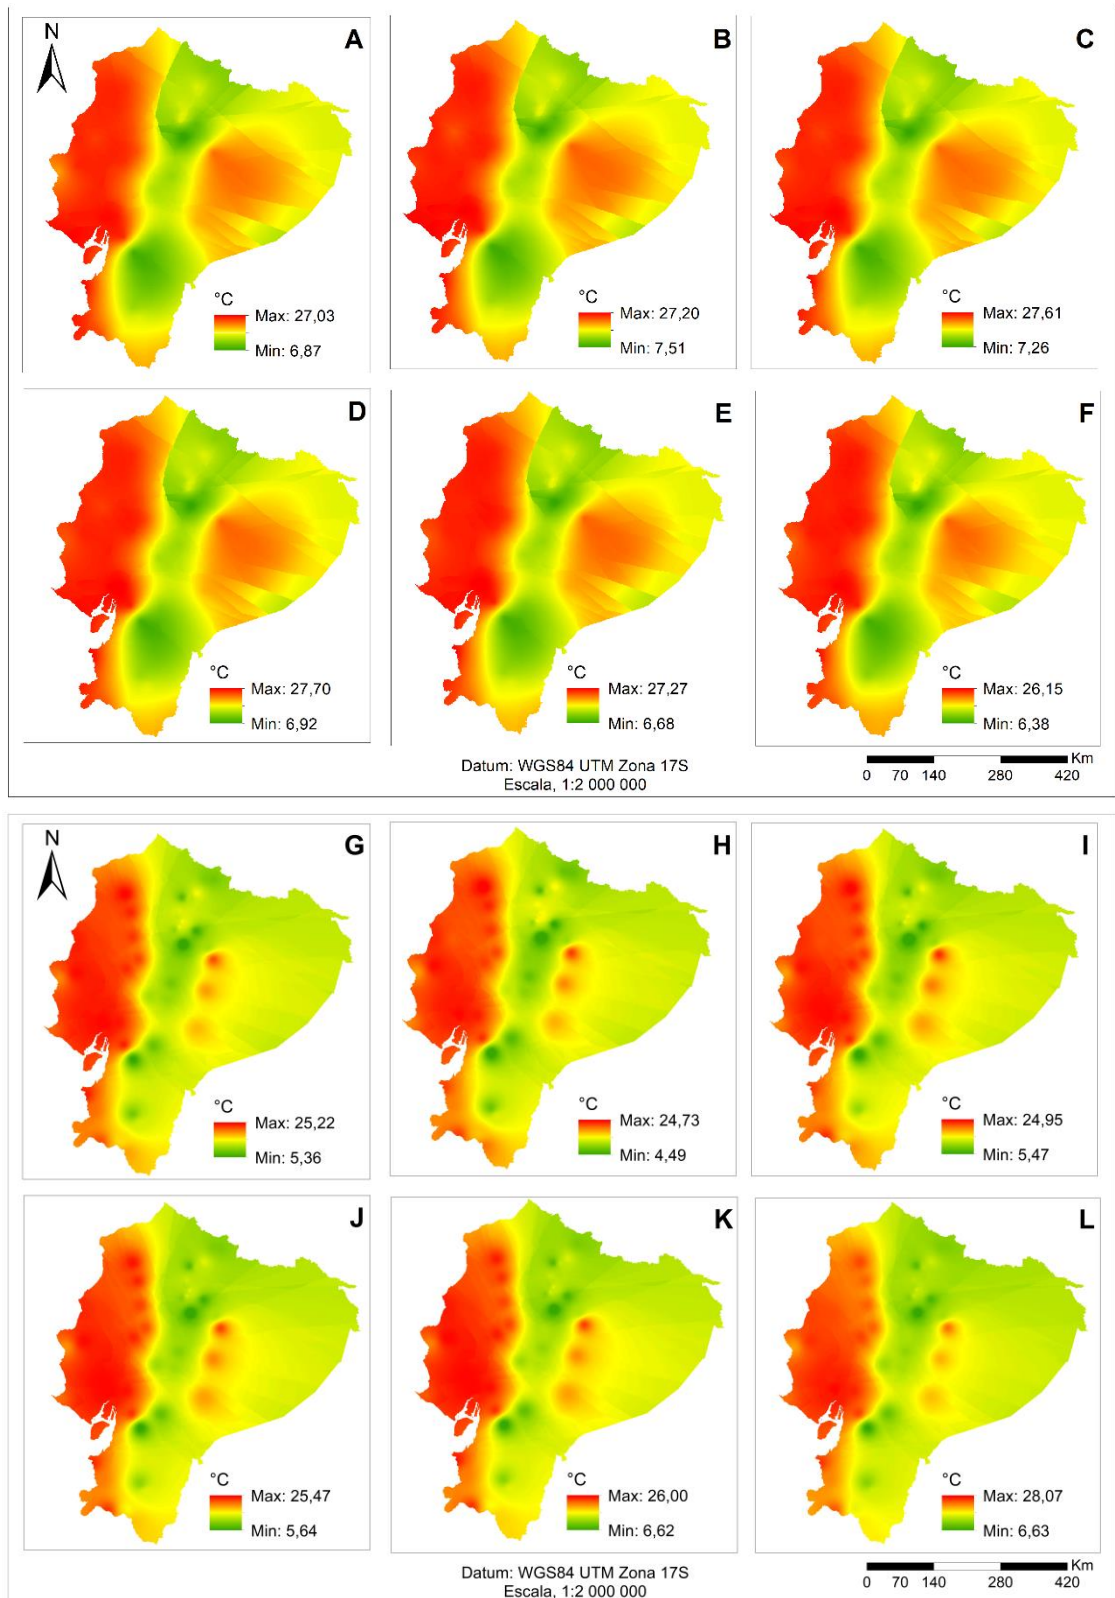 N
A
°C
Max: 27,03
Min: 6,87
B
°C
Max: 27,20
Min: 7,51
C
°C
Max: 27,61
Min: 7,26
D
°C
Max: 27,70
Min: 6,92
E
°C
Max: 27,27
Min: 6,68
F
°C
Max: 26,15
Min: 6,38
Datum: WGS84 UTM Zona 17S
Escala, 1:2 000 000
Km
0 70 140 280 420
N
G
°C
Max: 25,22
Min: 5,36
H
°C
Max: 24,73
Min: 4,49
I
°C
Max: 24,95
Min: 5,47
J
°C
Max: 25,47
Min: 5,64
K
°C
Max: 26,00
Min: 6,62
L
°C
Max: 28,07
Min: 6,63
Datum: WGS84 UTM Zona 17S
Escala, 1:2 000 000
Km
0 70 140 280 420